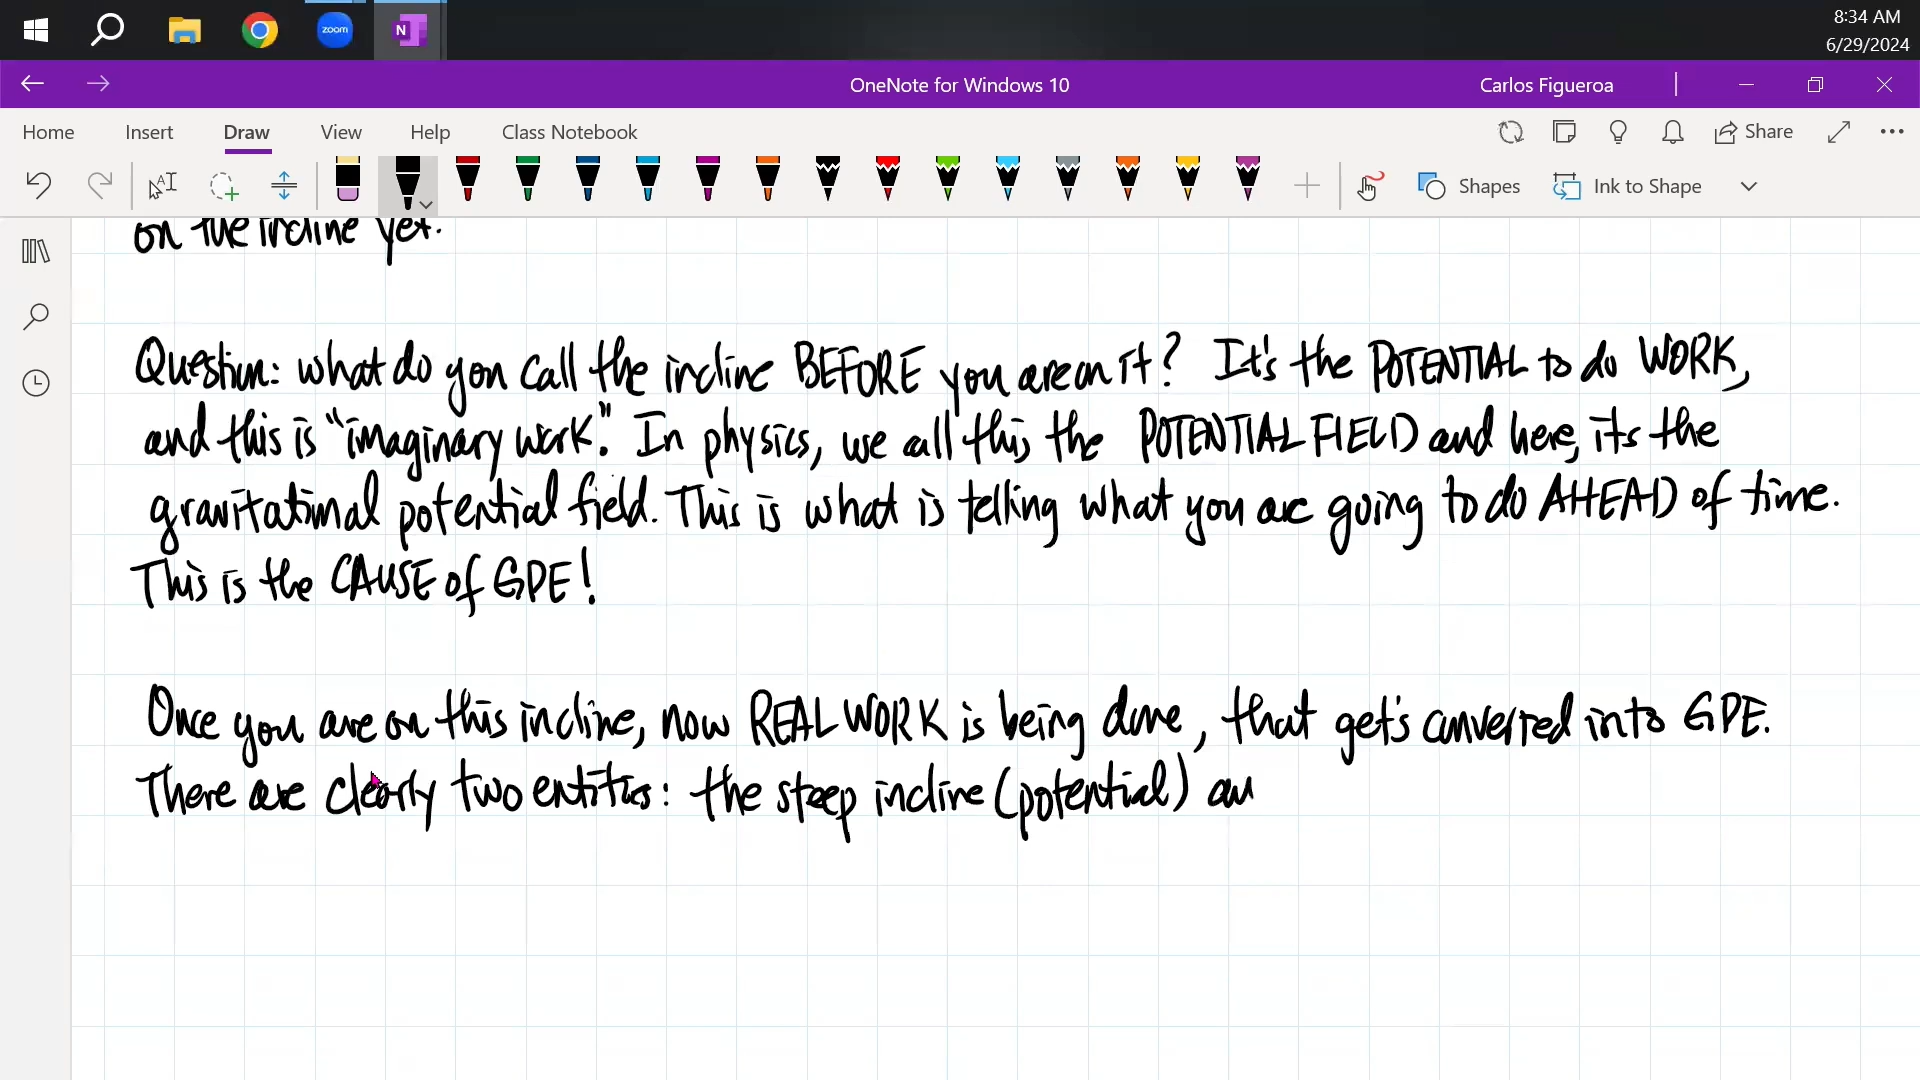 8:34 AM
6/29/2024
zoom
N
OneNote for Windows 10
Carlos Figueroa
Home Insert Draw View Help Class Notebook
Share
Shapes
Ink to Shape
on the incline yet.
Question: what do you call the incline BEFORE you are on it? It's the POTENTIAL to do WORK,
and this is "imaginary work." In physics, we call this the POTENTIAL FIELD and here, its the
gravitational potential field. This is what is telling what you are going to do AHEAD of time.
This is the CAUSE of GPE!
Once you are on this incline, now REAL WORK is being done, that get's converted into GPE.
There are clearly two entities: the steep incline (potential) an